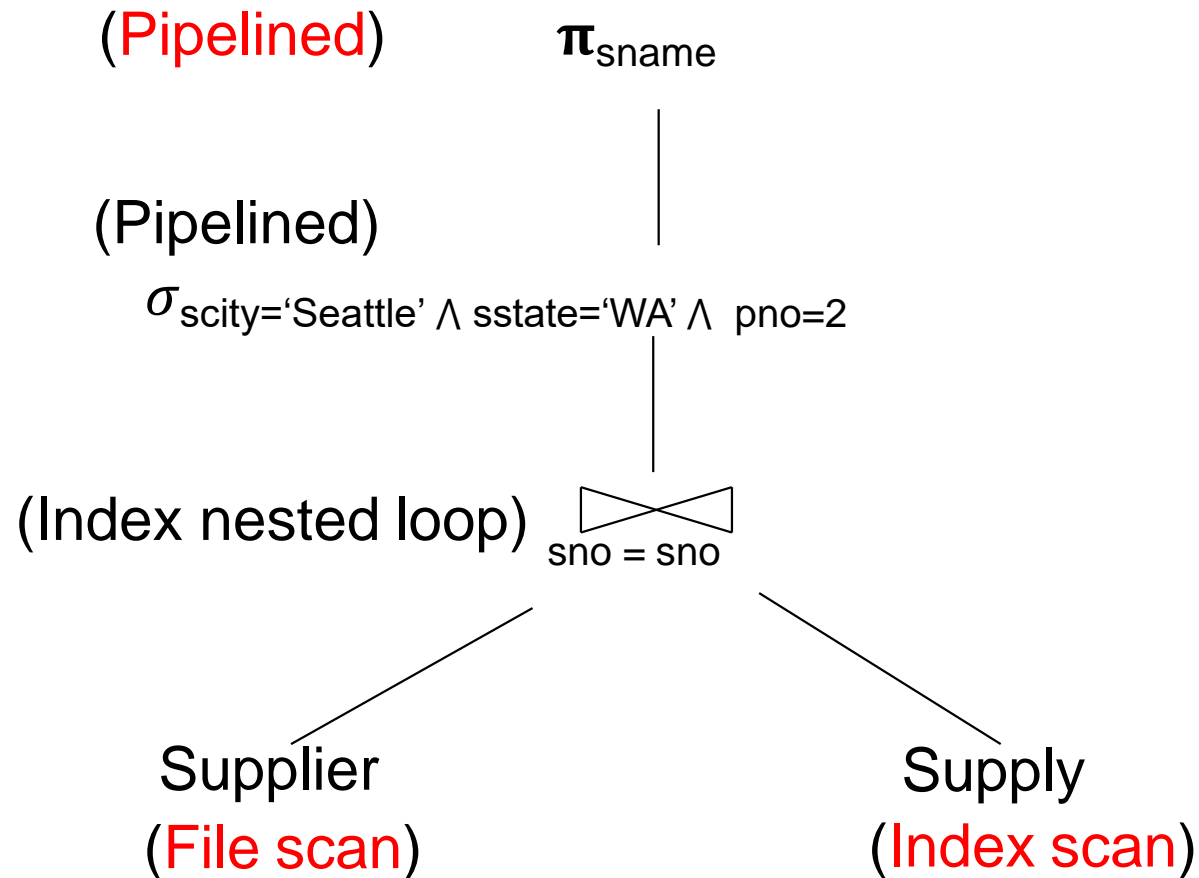 (Pipelined) 𝛑sname
(Pipelined)
𝜎scity=‘Seattle’ ∧ sstate=‘WA’ ∧ pno=2
(Index nested loop) ⋈
sno = sno
Supplier Supply
(File scan) (Index scan)